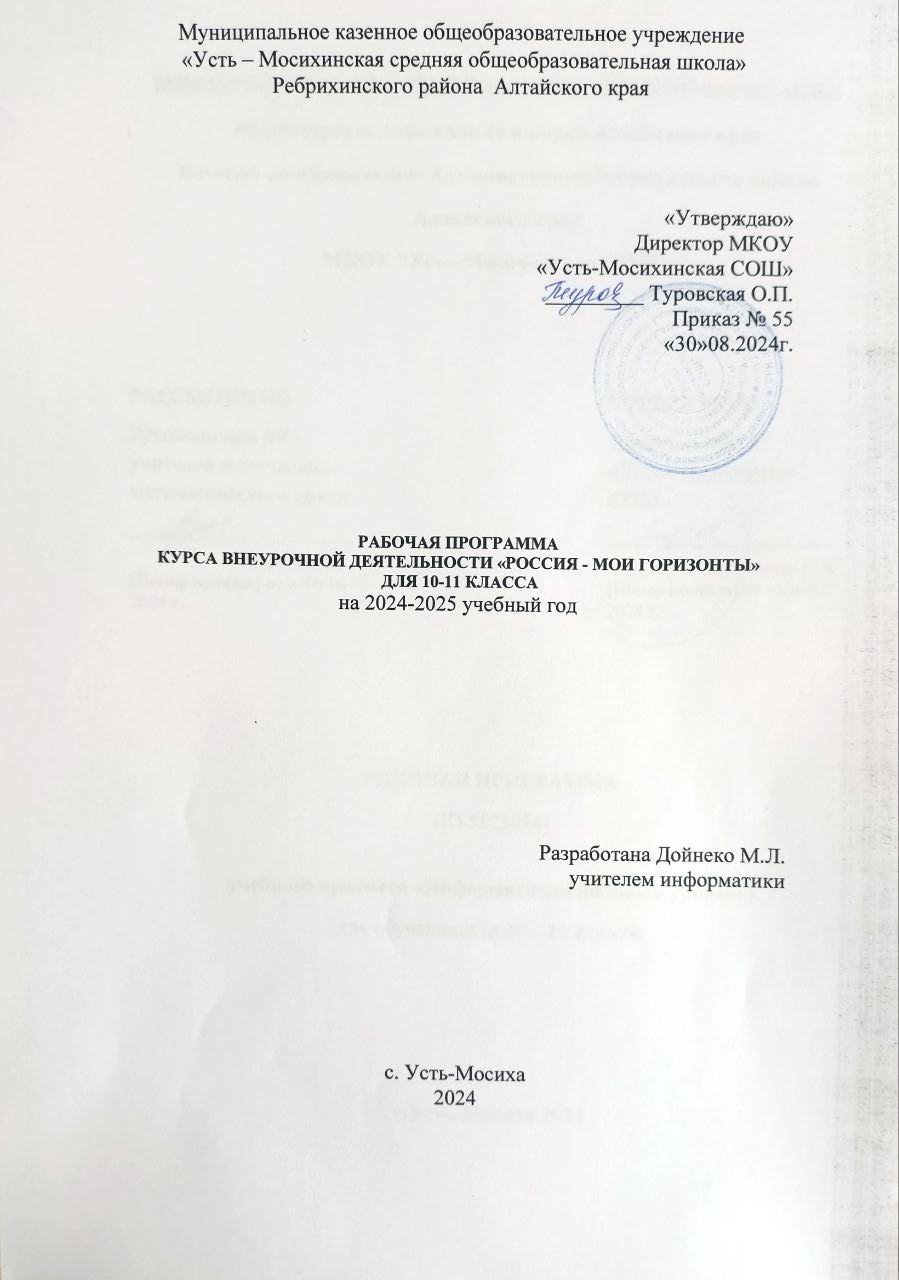 Муниципальное казенное общеобразовательное учреждение
«Усть – Мосихинская средняя общеобразовательная школа»
Ребрихинского района Алтайского края
«Утверждаю»
Директор МКОУ
«Усть-Мосихинская СОШ»
Туровская О.П.
Приказ № 55
«30»08.2024г.
РАБОЧАЯ ПРОГРАММА
КУРСА ВНЕУРОЧНОЙ ДЕЯТЕЛЬНОСТИ «РОССИЯ - МОИ ГОРИЗОНТЫ»
ДЛЯ 10-11 КЛАССА
на 2024-2025 учебный год
Разработана Дойнеко М.Л.
учителем информатики
с. Усть-Мосиха
2024